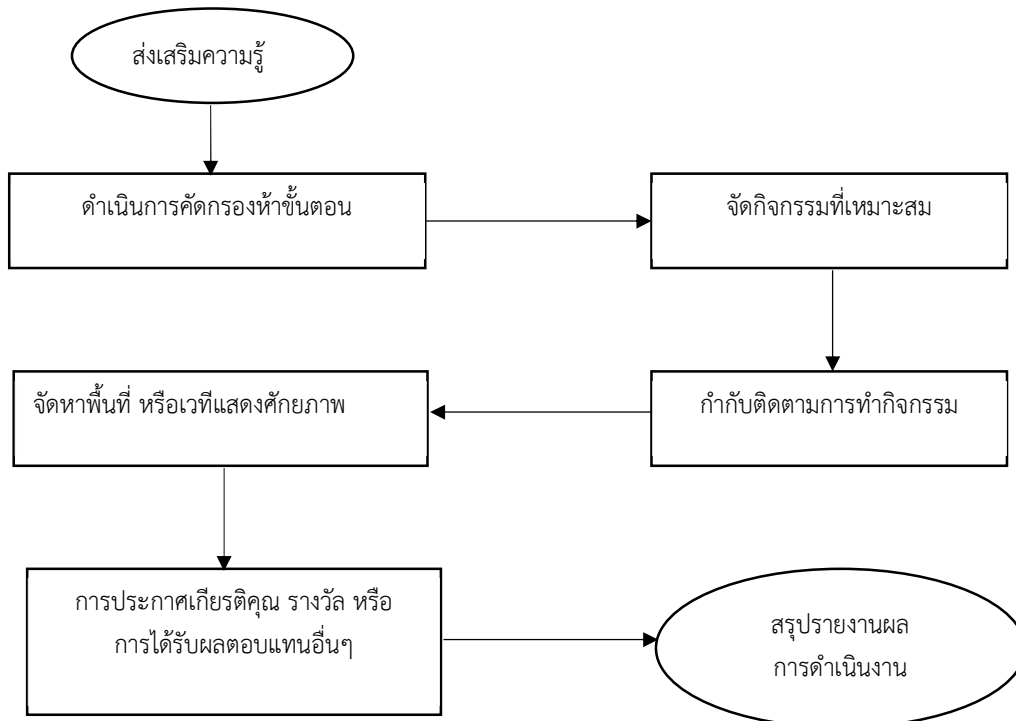 ส่งเสริมความรู้
ดำเนินการคัดกรองห้าขั้นตอน
จัดกิจกรรมที่เหมาะสม
กำกับติดตามการทำกิจกรรม
จัดหาพื้นที่ หรือเวทีแสดงศักยภาพ
การประกาศเกียรติคุณ รางวัล หรือ
การได้รับผลตอบแทนอื่นๆ
สรุปรายงานผล
การดำเนินงาน